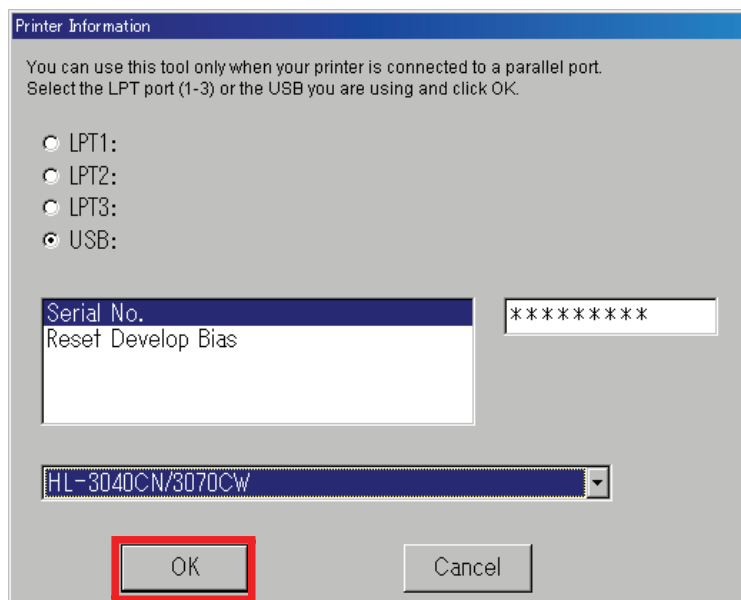 Printer Information
You can use this tool only when your printer is connected to a parallel port.
Select the LPT port (1-3) or the USB you are using and click OK.
LPT1:
LPT2:
LPT3:
USB:
Serial No.
*********
Reset Develop Bias
HL-3040CN/3070CW
OK
Cancel